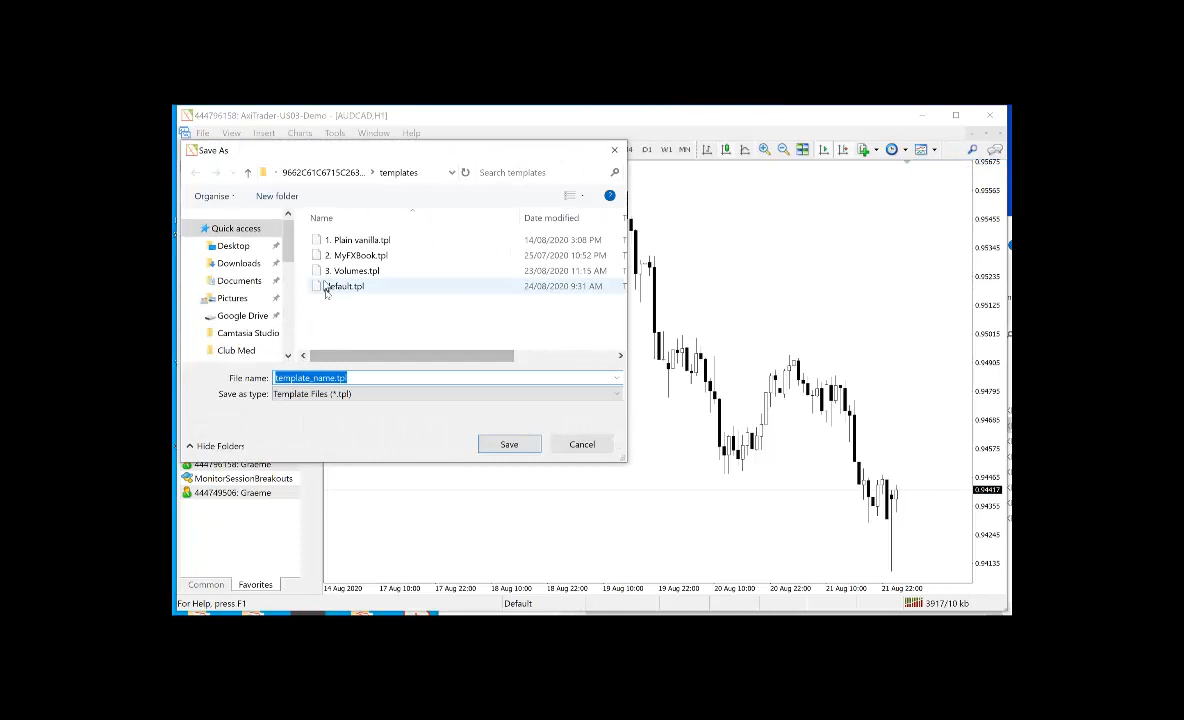 444796158: AxiTrader-US03-Demo - [AUDCAD,H1]
File View Insert Charts Tools Window Help
Save As
9662C61C6715C263... templates
Search templates
Organise New folder
W1 MN
D1
Name Date modified
1. Plain vanilla.tpl 14/08/2020 3:08 PM
2. MyFXBook.tpl 25/07/2020 10:52 PM
3. Volumes.tpl 23/08/2020 11:15 AM
default.tpl 24/08/2020 9:31 AM
Quick access
Desktop
Downloads
Documents
Pictures
Google Drive
Camtasia Studio
Club Med
File name: template_name.tpl
Save as type: Template Files (*.tpl)
Hide Folders
Save Cancel
444796158: Graeme
MonitorSessionBreakouts
444749506: Graeme
Common Favorites
0.95675
0.95565
0.95455
0.95345
0.95235
0.95125
0.95015
0.94905
0.94795
0.94685
0.94575
0.94465
0.94417
0.94355
0.94245
0.94135
14 Aug 2020 17 Aug 10:00 17 Aug 22:00 18 Aug 10:00 18 Aug 22:00 19 Aug 10:00 19 Aug 22:00 20 Aug 10:00 20 Aug 22:00 21 Aug 10:00 21 Aug 22:00
For Help, press F1 Default 3917/10 kb